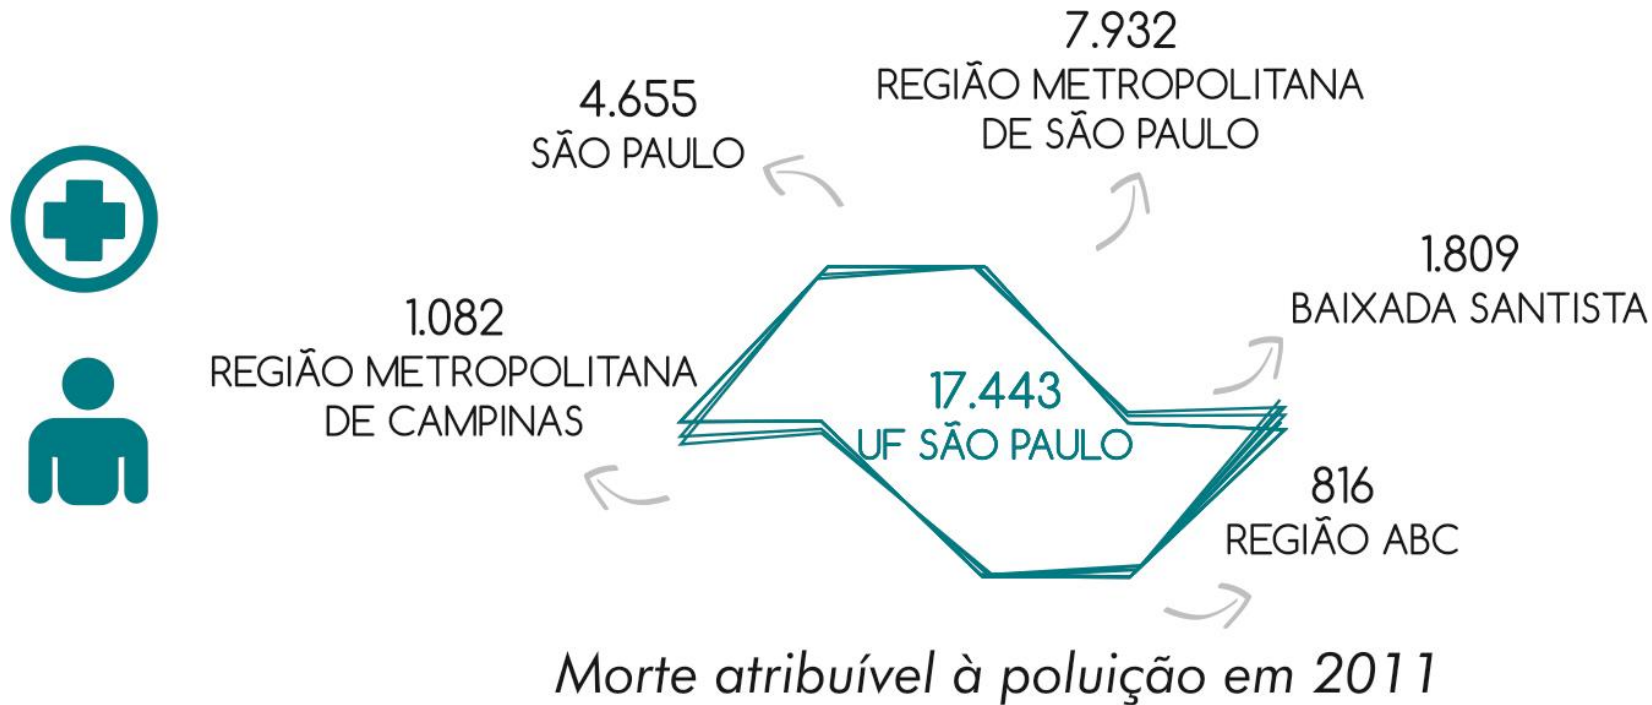 7.932
REGIÃO METROPOLITANA
DE SÃO PAULO
4.655
SÃO PAULO
1.809
BAIXADA SANTISTA
1.082
REGIÃO METROPOLITANA
DE CAMPINAS
17.443
UF SÃO PAULO
816
REGIÃO ABC
Morte atribuível à poluição em 2011